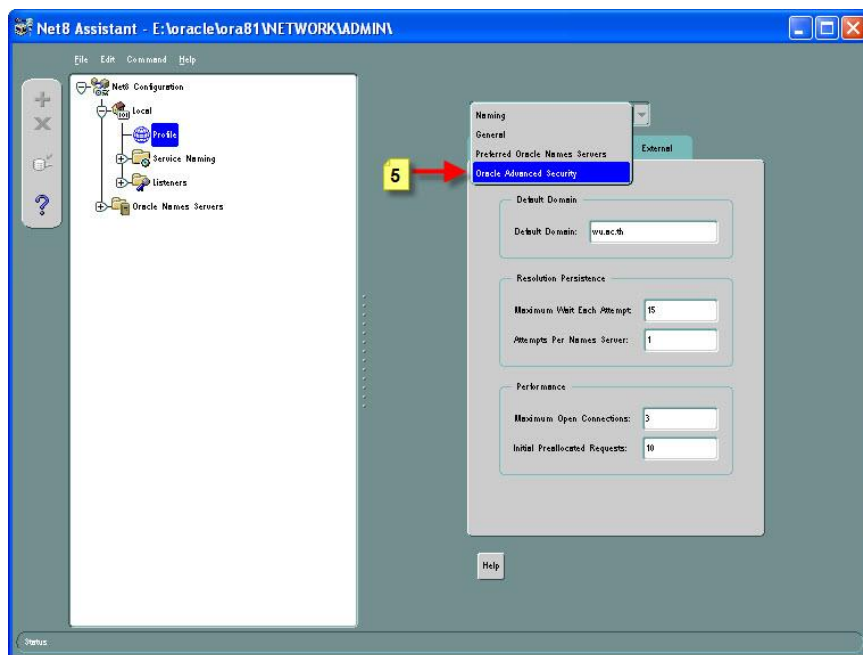 Net8 Assistant - E:\oracle\ora81\NETWORK\ADMIN\
File Edit Command Help
Net8 Configuration
Local
Profile
Service Naming
Listeners
Oracle Names Servers
Naming
General
Preferred Oracle Names Servers
Oracle Advanced Security
External
5
Default Domain
Default Domain: wu.ac.th
Resolution Persistence
Maximum Wait Each Attempt: 15
Attempts Per Names Server: 1
Performance
Maximum Open Connections: 3
Initial Preallocated Requests: 10
Help
Status